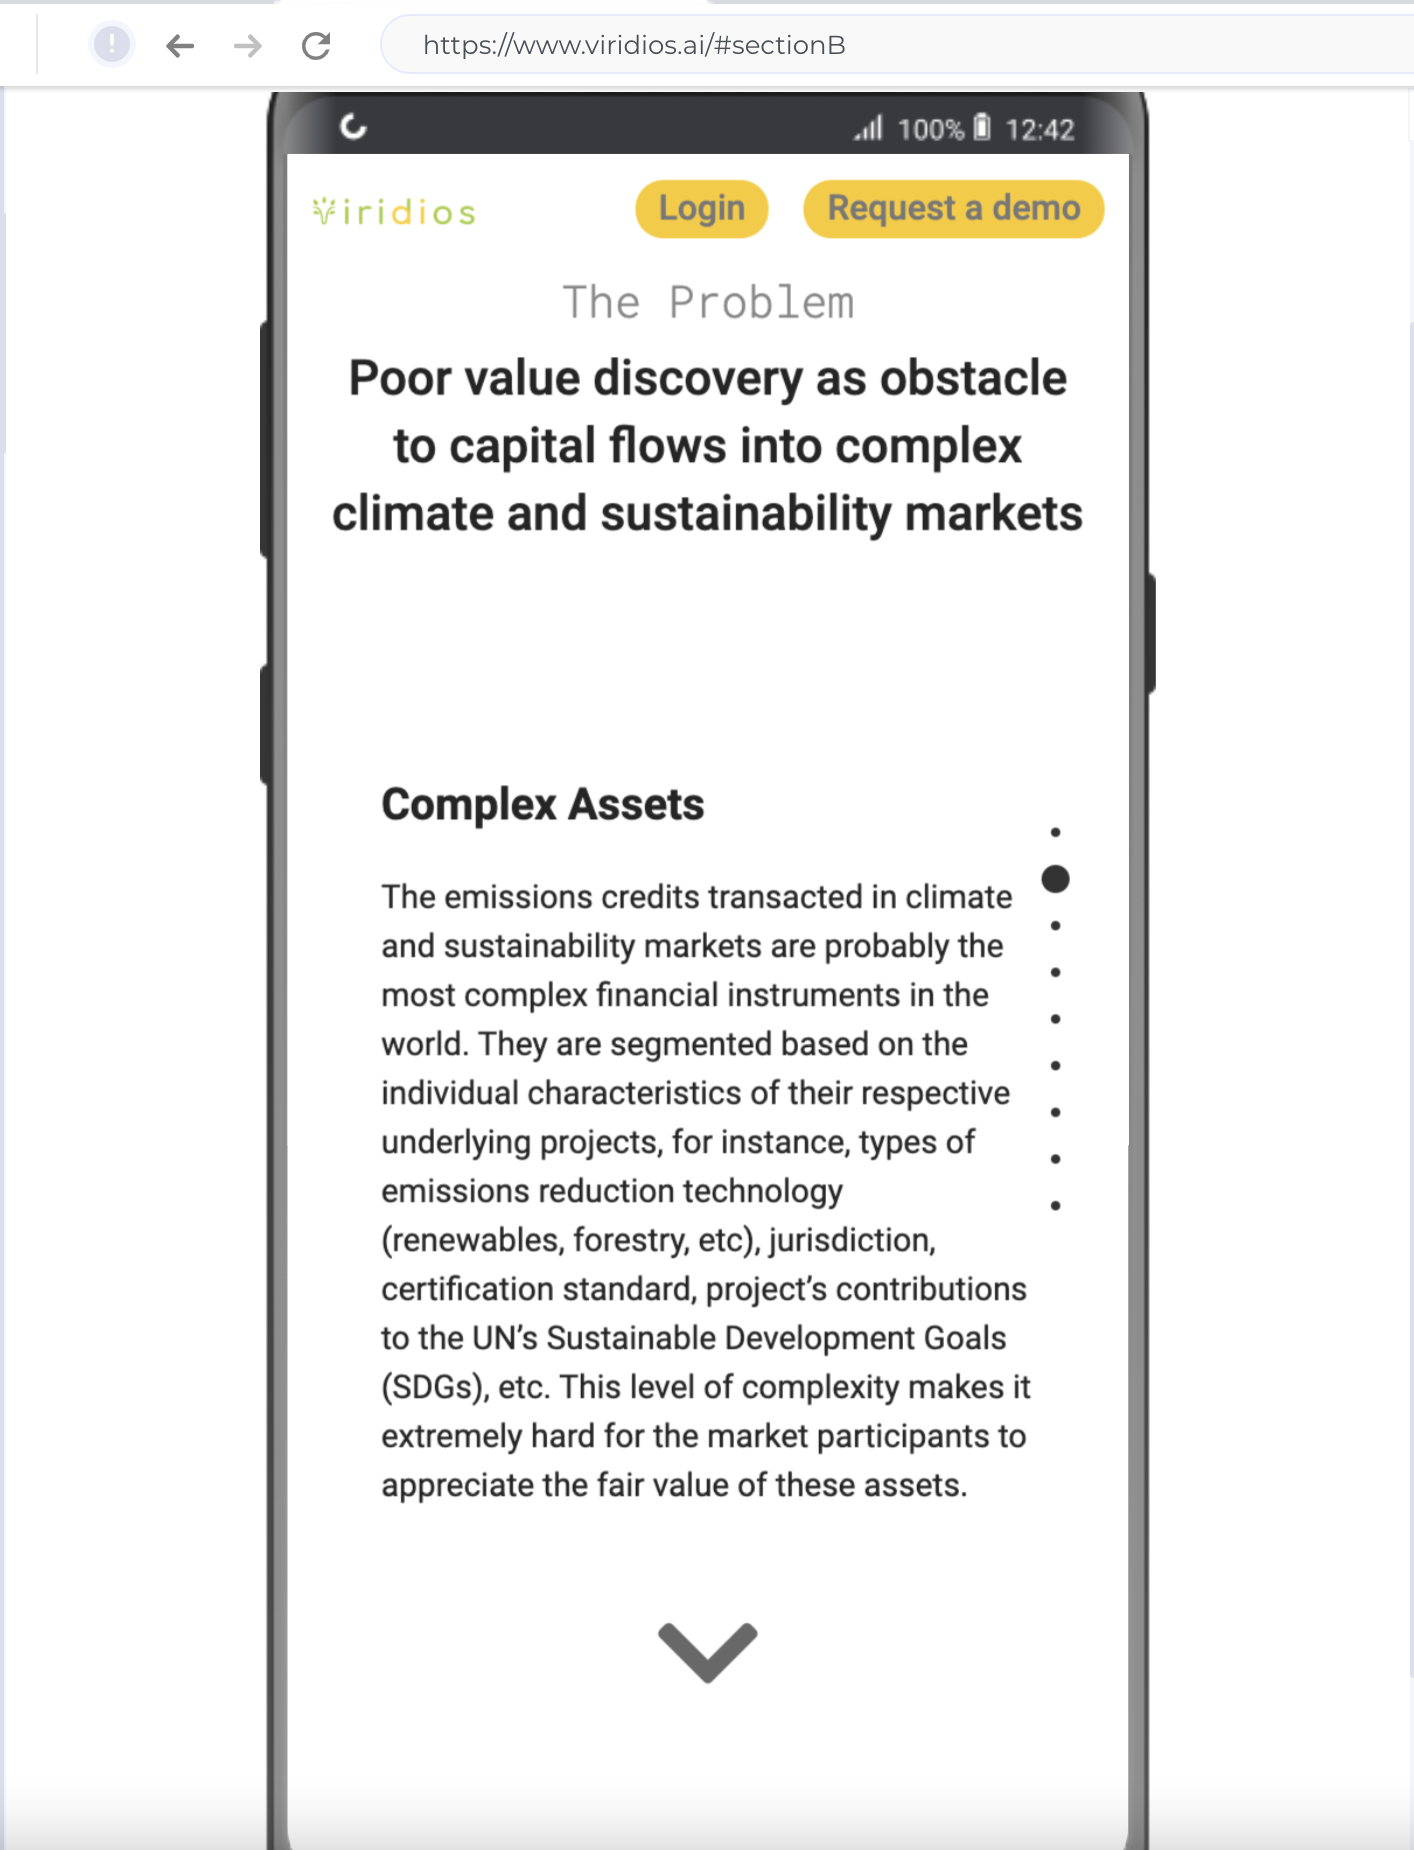 https://www.viridios.ai/#sectionB
100% 12:42
Viridios
Login
Request a demo
The Problem
Poor value discovery as obstacle
to capital flows into complex
climate and sustainability markets
Complex Assets
The emissions credits transacted in climate
and sustainability markets are probably the
most complex financial instruments in the
world. They are segmented based on the
individual characteristics of their respective
underlying projects, for instance, types of
emissions reduction technology
(renewables, forestry, etc), jurisdiction,
certification standard, project’s contributions
to the UN’s Sustainable Development Goals
(SDGs), etc. This level of complexity makes it
extremely hard for the market participants to
appreciate the fair value of these assets.